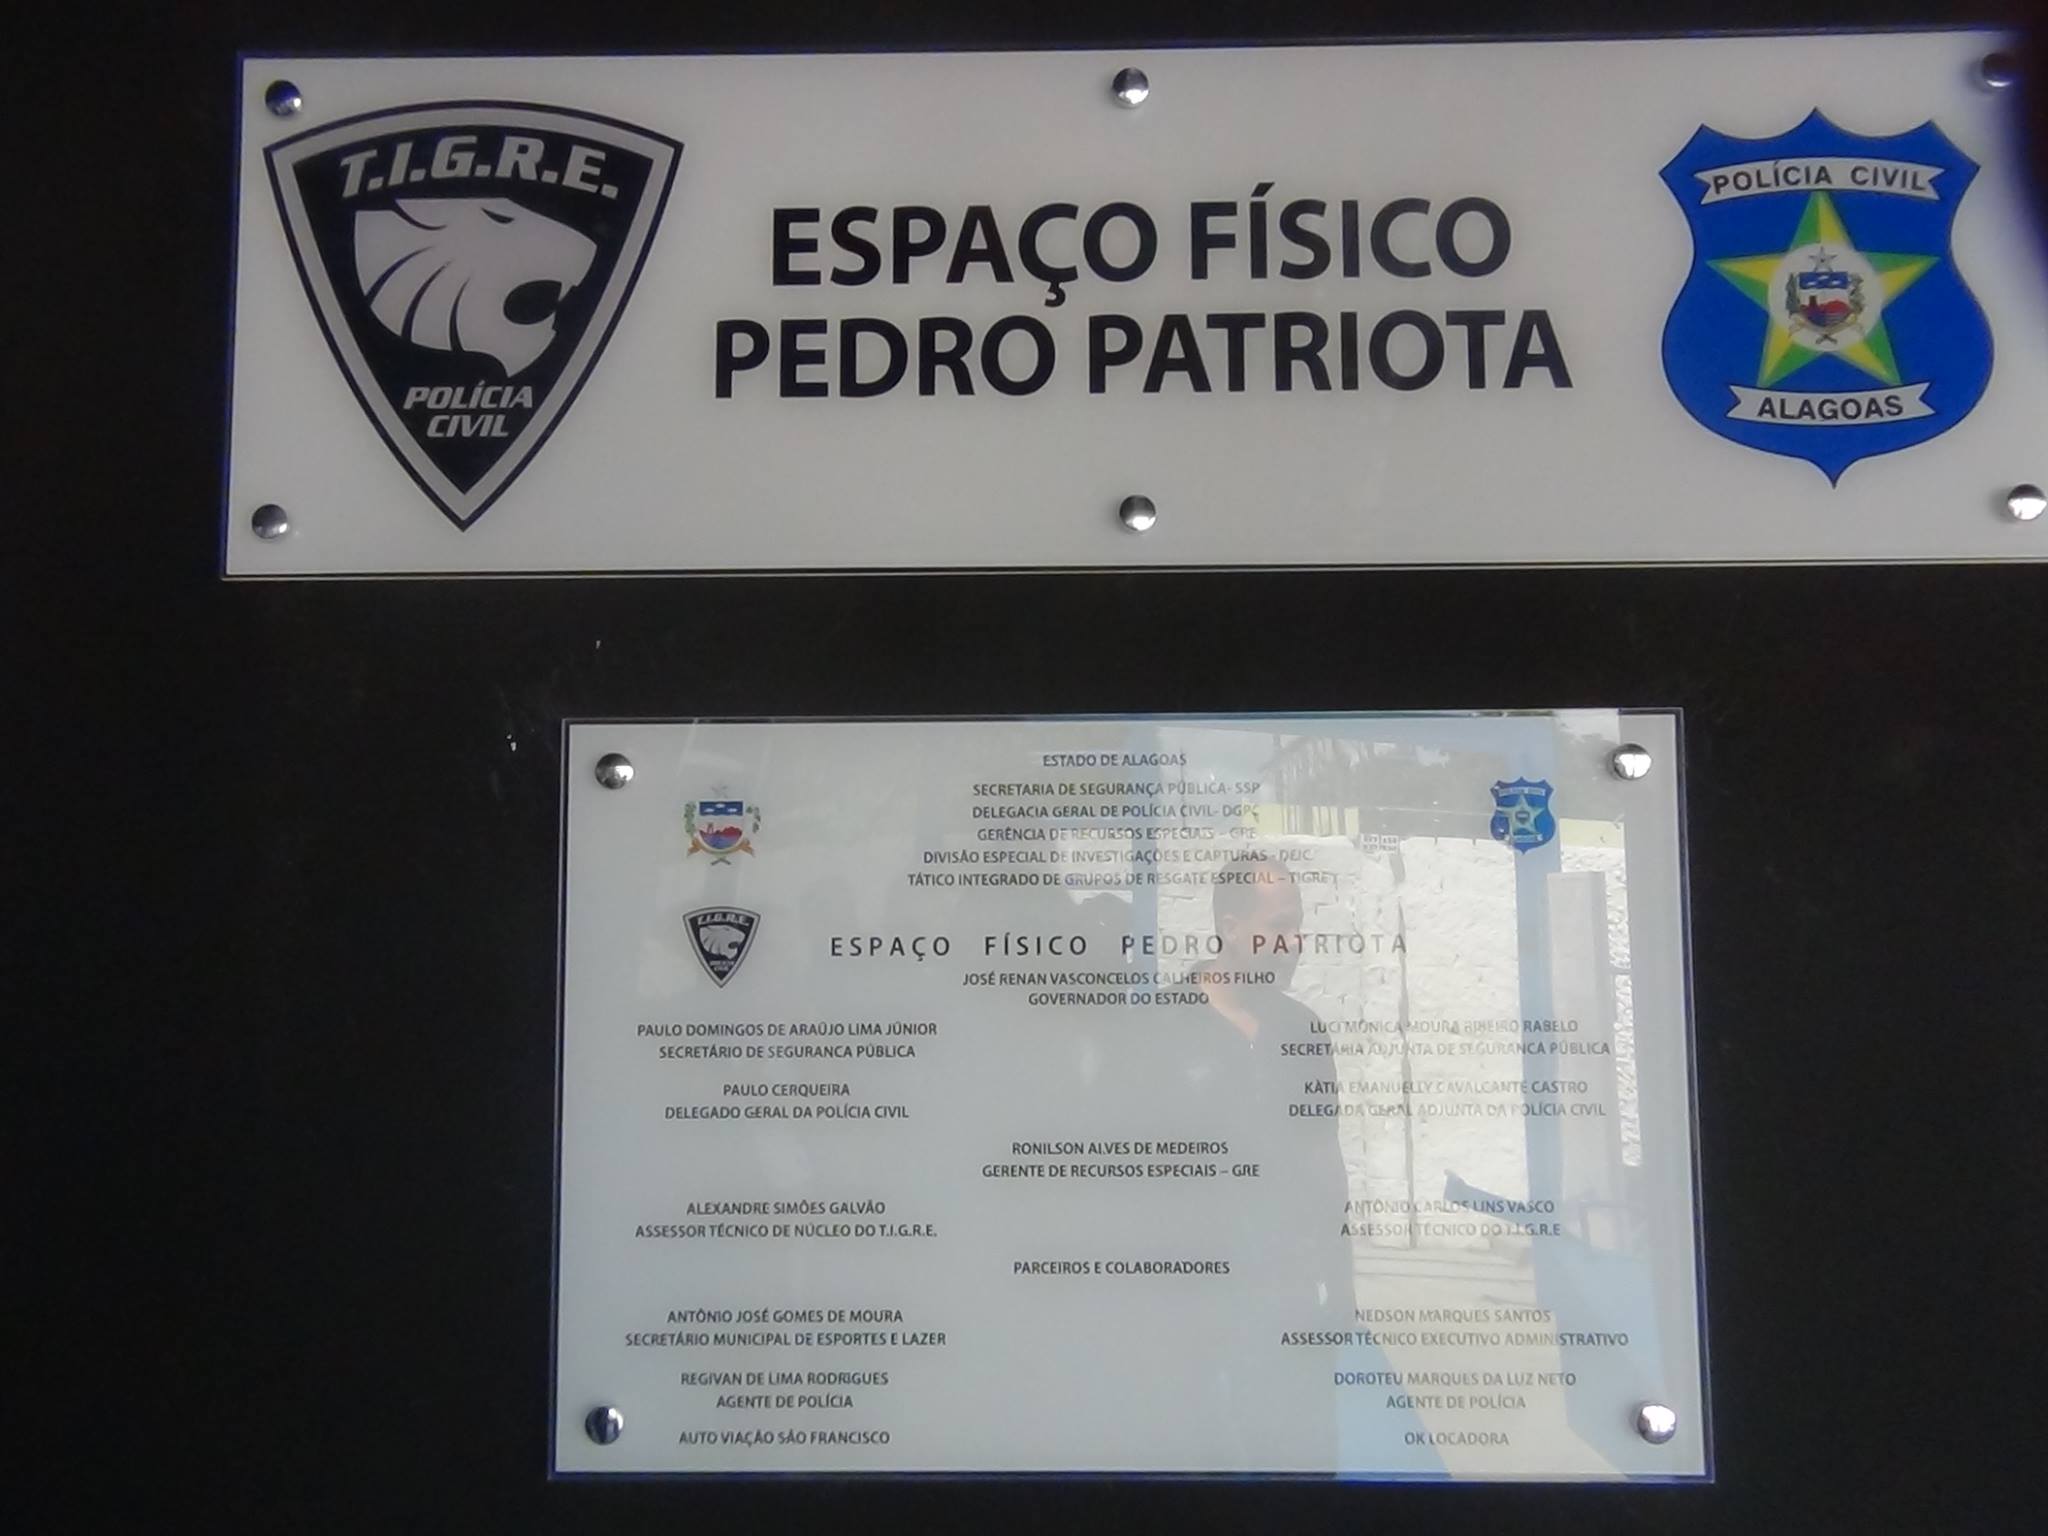 T.I.G.R.E.
POLÍCIA
CIVIL
ESPAÇO FÍSICO
PEDRO PATRIOTA
POLÍCIA CIVIL
ALAGOAS
ESTADO DE ALAGOAS
SECRETARIA DE SEGURANÇA PÚBLICA- SSP
DELEGACIA GERAL DE POLÍCIA CIVIL- DGPC
GERÊNCIA DE RECURSOS ESPECIAIS - GRE
DIVISÃO ESPECIAL DE INVESTIGAÇÕES E CAPTURAS - DEIC
TÁTICO INTEGRADO DE GRUPOS DE RESGATE ESPECIAL – TIGRE
T.I.G.R.E.
ESPAÇO FÍSICO PEDRO PATRIOTA
JOSÉ RENAN VASCONCELOS CALHEIROS FILHO
GOVERNADOR DO ESTADO
PAULO DOMINGOS DE ARAÚJO LIMA JÚNIOR
SECRETÁRIO DE SEGURANCA PÚBLICA
LUCI MÔNICA MOURA RIBEIRO RABELO
SECRETÁRIA ADJUNTA DE SEGURANCA PÚBLICA
PAULO CERQUEIRA
DELEGADO GERAL DA POLÍCIA CIVIL
KÀTIA EMANUELLY CAVALCANTE CASTRO
DELEGADA GERAL ADJUNTA DA POLÍCIA CIVIL
RONILSON ALVES DE MEDEIROS
GERENTE DE RECURSOS ESPECIAIS – GRE
ALEXANDRE SIMÕES GALVÃO
ASSESSOR TÉCNICO DE NÚCLEO DO T.I.G.R.E.
ANTÔNIO CARLOS LINS VASCO
ASSESSOR TÉCNICO DO T.I.G.R.E
PARCEIROS E COLABORADORES
ANTÔNIO JOSÉ GOMES DE MOURA
SECRETÁRIO MUNICIPAL DE ESPORTES E LAZER
NEDSON MARQUES SANTOS
ASSESSOR TÉCNICO EXECUTIVO ADMINISTRATIVO
REGIVAN DE LIMA RODRIGUES
AGENTE DE POLÍCIA
DOROTEU MARQUES DA LUZ NETO
AGENTE DE POLÍCIA
AUTO VIAÇÃO SÃO FRANCISCO
OK LOCADORA